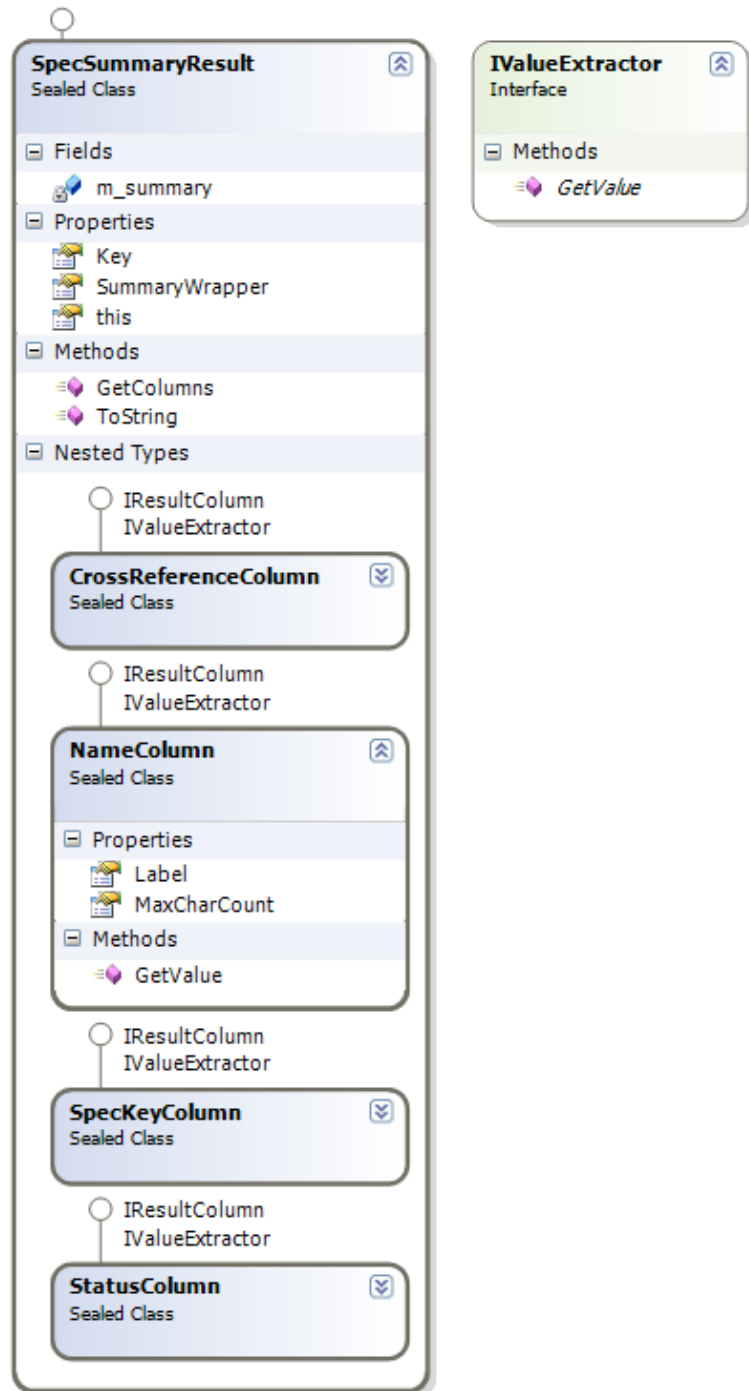 SpecSummaryResult
Sealed Class
Fields
m_summary
Properties
Key
SummaryWrapper
this
Methods
GetColumns
ToString
Nested Types
IResultColumn
IValueExtractor
CrossReferenceColumn
Sealed Class
IResultColumn
IValueExtractor
NameColumn
Sealed Class
Properties
Label
MaxCharCount
Methods
GetValue
IResultColumn
IValueExtractor
SpecKeyColumn
Sealed Class
IResultColumn
IValueExtractor
StatusColumn
Sealed Class
IValueExtractor
Interface
Methods
GetValue